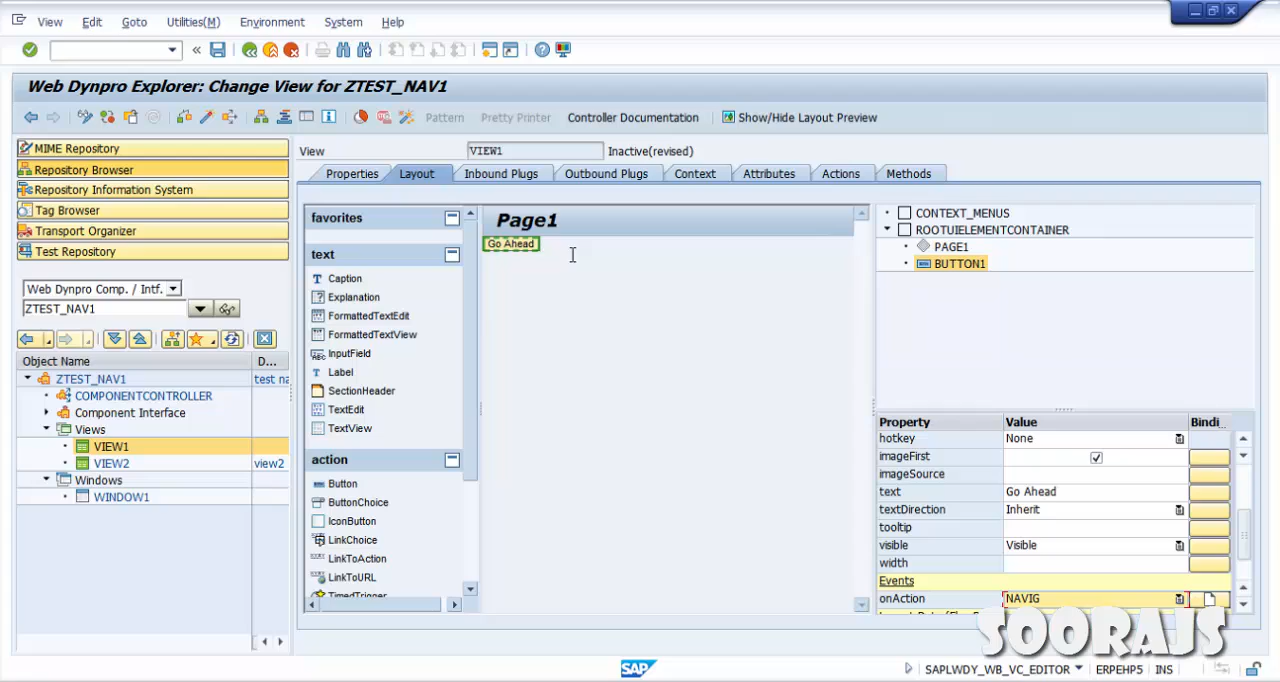 View Edit Goto Utilities(M) Environment System Help
Web Dynpro Explorer: Change View for ZTEST_NAV1
Pattern Pretty Printer Controller Documentation Show/Hide Layout Preview
MIME Repository
Repository Browser
Repository Information System
Tag Browser
Transport Organizer
Test Repository
Web Dynpro Comp. / Intf.
ZTEST_NAV1
Object Name D...
ZTEST_NAV1 test na
COMPONENTCONTROLLER
Component Interface
Views
VIEW1
VIEW2 view2
Windows
WINDOW1
View VIEW1 Inactive(revised)
Properties Layout Inbound Plugs Outbound Plugs Context Attributes Actions Methods
favorites
text
Caption
Explanation
FormattedTextEdit
FormattedTextView
InputField
Label
SectionHeader
TextEdit
TextView
action
Button
ButtonChoice
IconButton
LinkChoice
LinkToAction
LinkToURL
TimedTrigger
Page1
Go Ahead
CONTEXT_MENUS
ROOTUIELEMENTCONTAINER
PAGE1
BUTTON1
Property Value Bindi...
hotkey None
imageFirst
imageSource
text Go Ahead
textDirection Inherit
tooltip
visible Visible
width
Events
onAction NAVIG
SOORAJS
SAP
SAPLWDY_WB_VC_EDITOR ERPEHP5 INS